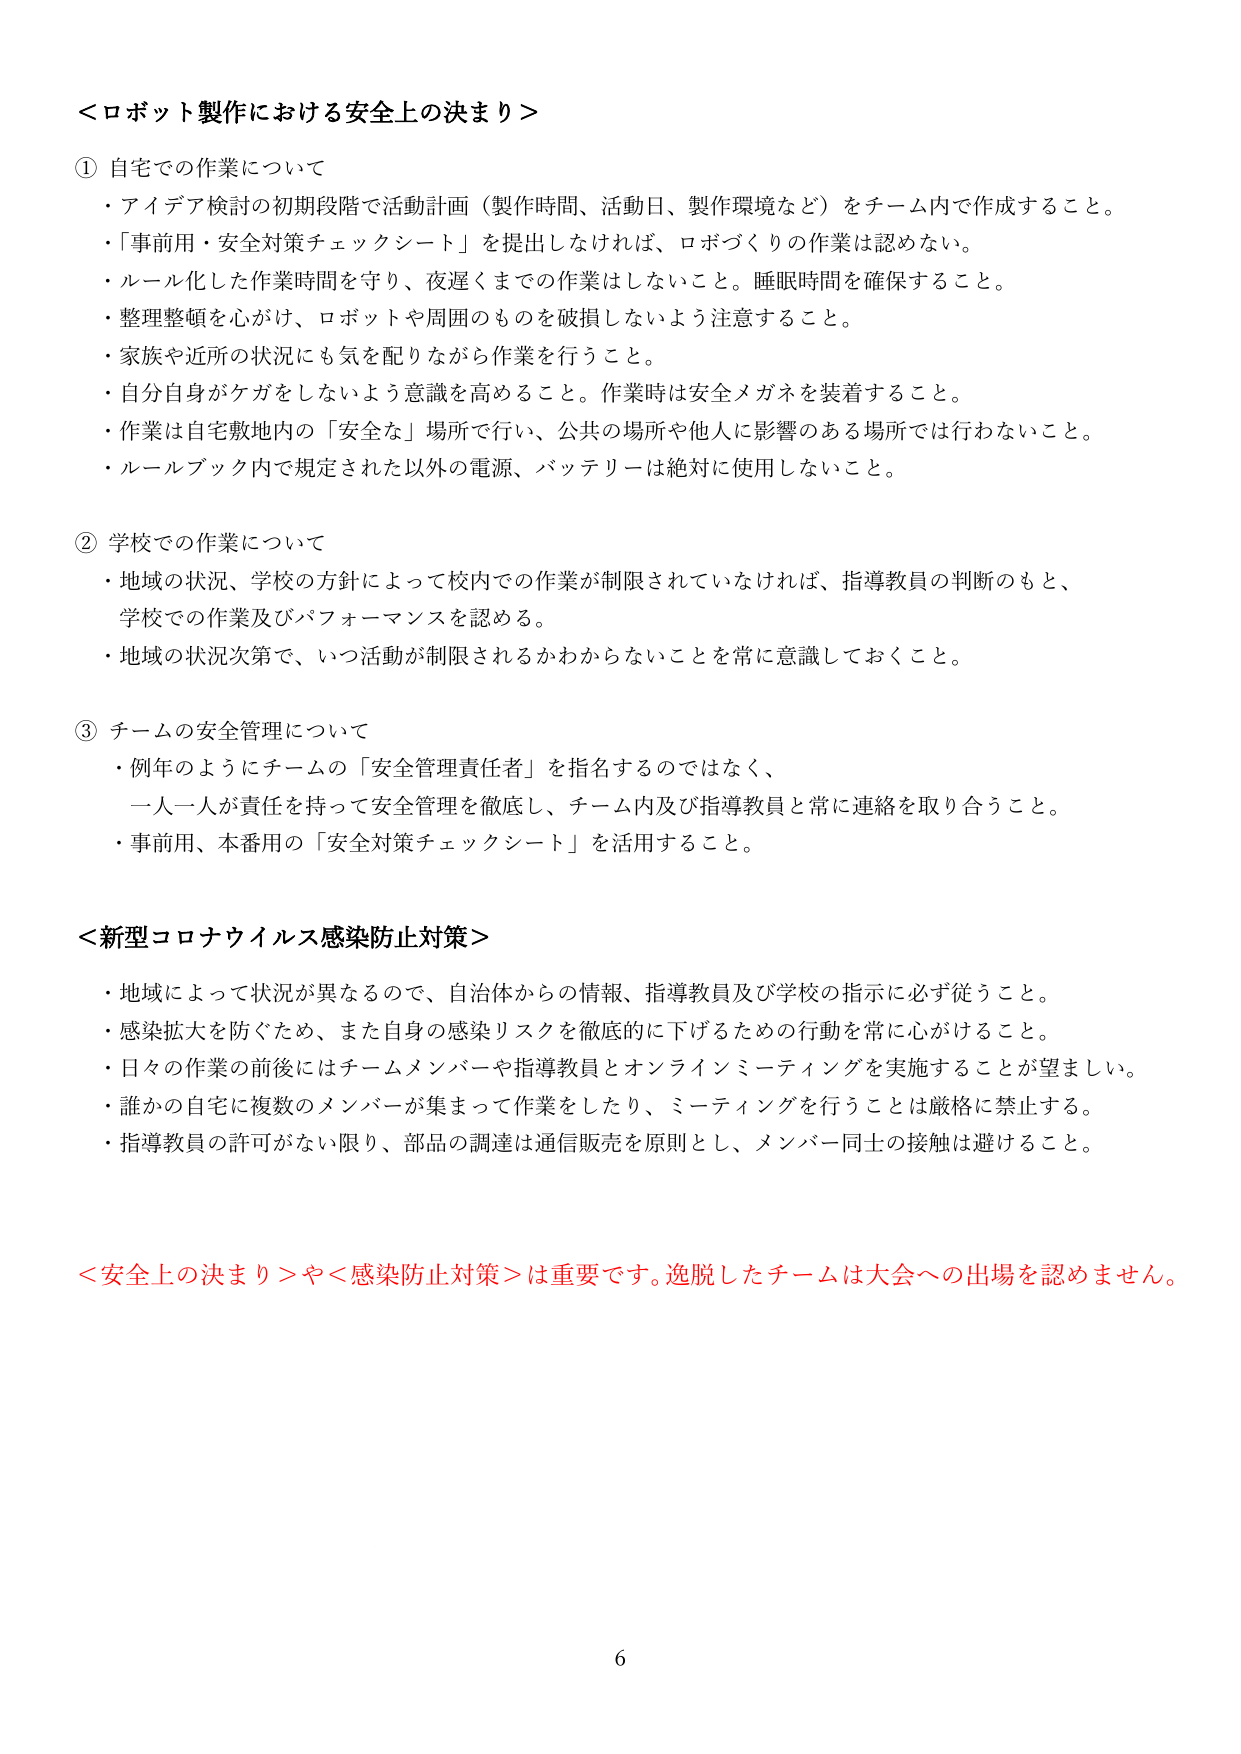 ＜ロボット製作における安全上の決まり＞
① 自宅での作業について
・アイデア検討の初期段階で活動計画（製作時間、活動日、製作環境など）をチーム内で作成すること。
・「事前用・安全対策チェックシート」を提出しなければ、ロボづくりの作業は認めない。
・ルール化した作業時間を守り、夜遅くまでの作業はしないこと。睡眠時間を確保すること。
・整理整頓を心がけ、ロボットや周囲のものを破損しないよう注意すること。
・家族や近所の状況にも気を配りながら作業を行うこと。
・自分自身がケガをしないよう意識を高めること。作業時は安全メガネを装着すること。
・作業は自宅敷地内の「安全な」場所で行い、公共の場所や他人に影響のある場所では行わないこと。
・ルールブック内で規定された以外の電源、バッテリーは絶対に使用しないこと。
② 学校での作業について
・地域の状況、学校の方針によって校内での作業が制限されていなければ、指導教員の判断のもと、
学校での作業及びパフォーマンスを認める。
・地域の状況次第で、いつ活動が制限されるかわからないことを常に意識しておくこと。
③ チームの安全管理について
・例年のようにチームの「安全管理責任者」を指名するのではなく、
一人一人が責任を持って安全管理を徹底し、チーム内及び指導教員と常に連絡を取り合うこと。
・事前用、本番用の「安全対策チェックシート」を活用すること。
＜新型コロナウイルス感染防止対策＞
・地域によって状況が異なるので、自治体からの情報、指導教員及び学校の指示に必ず従うこと。
・感染拡大を防ぐため、また自身の感染リスクを徹底的に下げるための行動を常に心がけること。
・日々の作業の前後にはチームメンバーや指導教員とオンラインミーティングを実施することが望ましい。
・誰かの自宅に複数のメンバーが集まって作業をしたり、ミーティングを行うことは厳格に禁止する。
・指導教員の許可がない限り、部品の調達は通信販売を原則とし、メンバー同士の接触は避けること。
＜安全上の決まり＞や＜感染防止対策＞は重要です。逸脱したチームは大会への出場を認めません。
6